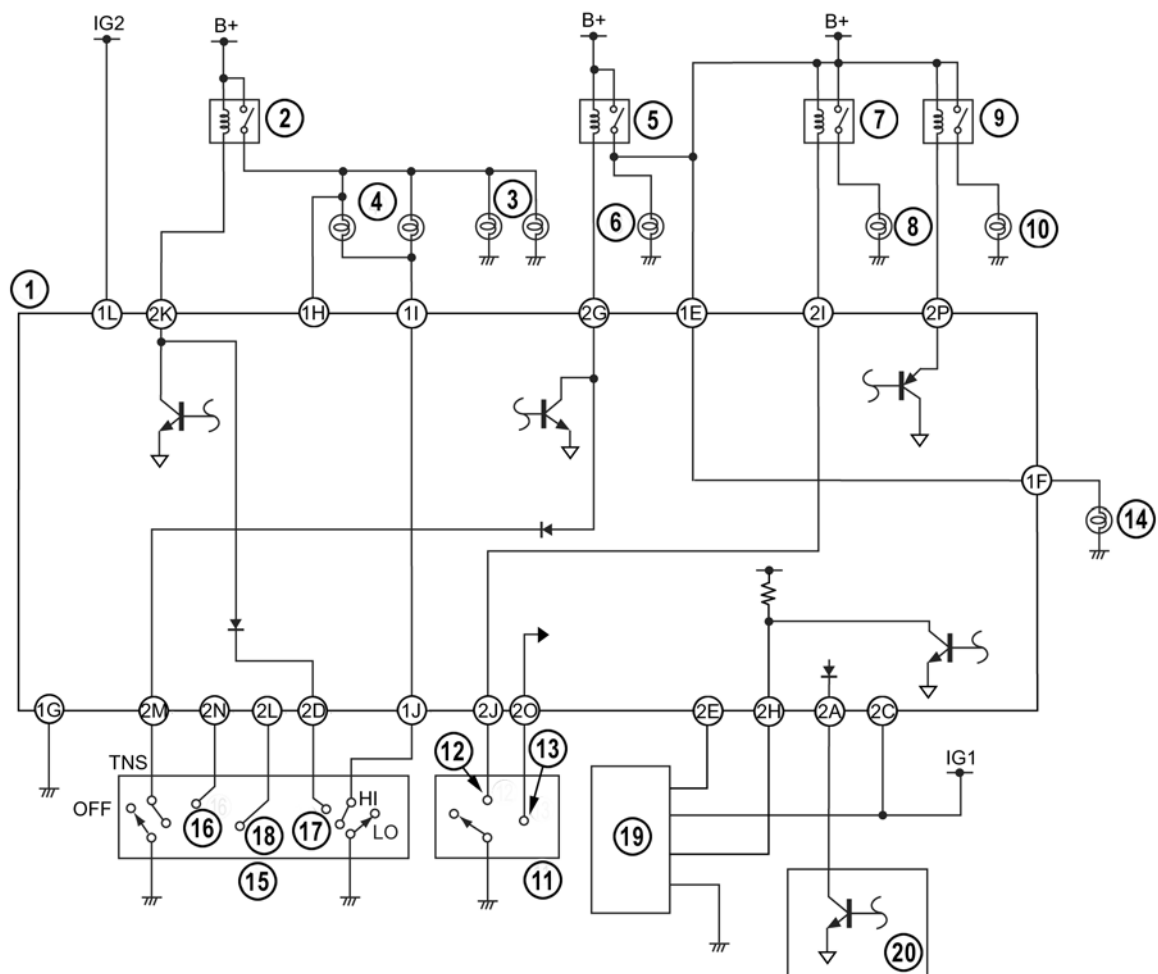 IG2 B+ B+ B+
2 5 7 9
4 3 6 8 10
1
1L 2K 1H 1I 2G 1E 2I 2P
1F
14
1G 2M 2N 2L 2D 1J 2J 2O 2E 2H 2A 2C
TNS 12 13 IG1
OFF HI
16 18 17 LO
15 11 19
20